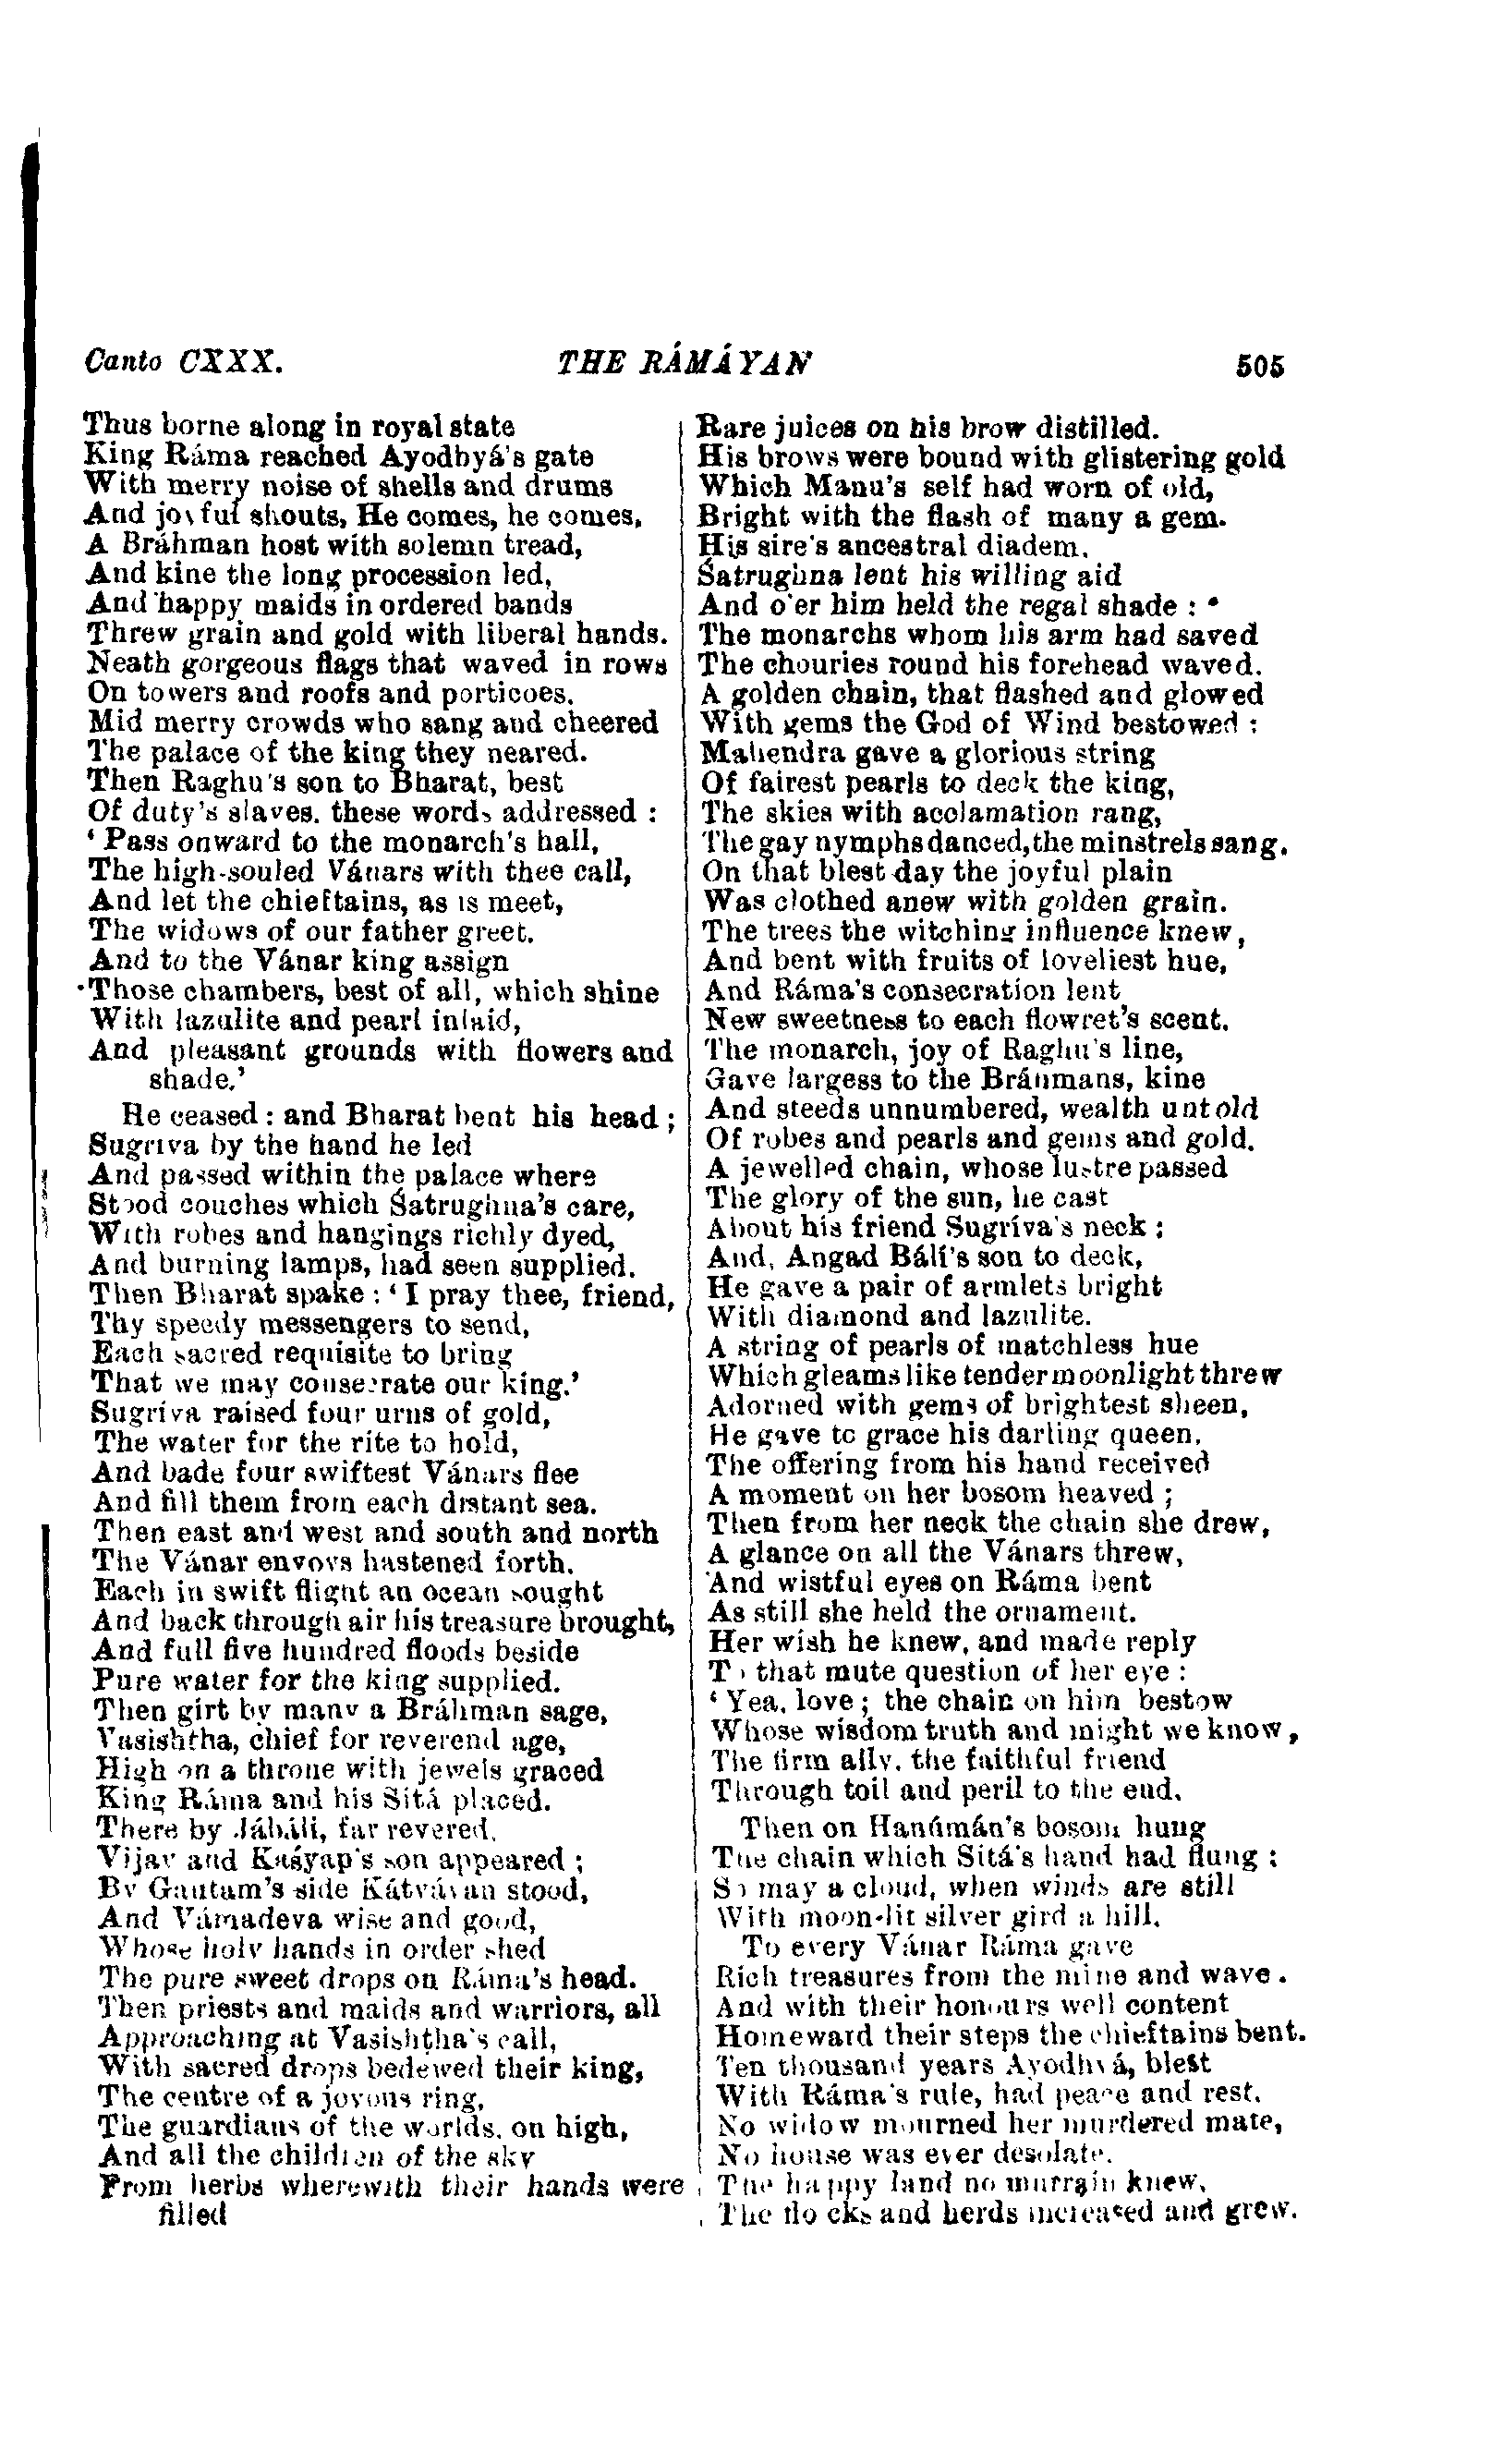 Canto CXXX. THE RÁMÁYAN 505
Thus borne along in royal state
King Ráma reached Ayodhyá's gate
With merry noise of shells and drums
And joyful shouts, He comes, he comes,
A Bráhman host with solemn tread,
And kine the long procession led,
And happy maids in ordered bands
Threw grain and gold with liberal hands.
Neath gorgeous flags that waved in rows
On towers and roofs and porticoes.
Mid merry crowds who sang and cheered
The palace of the king they neared.
Then Raghu's son to Bharat, best
Of duty's slaves, these words addressed :
‘ Pass onward to the monarch's hall,
The high-souled Vánars with thee call,
And let the chieftains, as is meet,
The widows of our father greet.
And to the Vánar king assign
Those chambers, best of all, which shine
With lazulite and pearl inlaid,
And pleasant grounds with flowers and
shade.’
He ceased : and Bharat bent his head ;
Sugríva by the hand he led
And passed within the palace where
Stood couches which Śatrughna's care,
With robes and hangings richly dyed,
And burning lamps, had seen supplied.
Then Bharat spake : ‘ I pray thee, friend,
Thy speedy messengers to send,
Each sacred requisite to bring
That we may consecrate our king.’
Sugríva raised four urns of gold,
The water for the rite to hold,
And bade four swiftest Vánars flee
And fill them from each distant sea.
Then east and west and south and north
The Vánar envoys hastened forth.
Each in swift flight an ocean sought
And back through air his treasure brought,
And full five hundred floods beside
Pure water for the king supplied.
Then girt by many a Bráhman sage,
Vasishtha, chief for reverend age,
High on a throne with jewels graced
King Ráma and his Sítá placed.
There by Jábáli, far revered,
Vijay and Kaśyap's son appeared ;
By Gautam's side Kátyáyan stood,
And Vámadeva wise and good,
Whose holy hands in order shed
The pure sweet drops on Ráma's head.
Then priests and maids and warriors, all
Approaching at Vasishṭha's call,
With sacred drops bedewed their king,
The centre of a joyous ring,
The guardians of the worlds, on high,
And all the children of the sky
From herbs wherewith their hands were
filled
Rare juices on his brow distilled.
His brows were bound with glistering gold
Which Manu's self had worn of old,
Bright with the flash of many a gem.
His sire's ancestral diadem.
Śatrughna lent his willing aid
And o'er him held the regal shade :
The monarchs whom his arm had saved
The chouries round his forehead waved.
A golden chain, that flashed and glowed
With gems the God of Wind bestowed :
Mahendra gave a glorious string
Of fairest pearls to deck the king,
The skies with acclamation rang,
The gay nymphs danced, the minstrels sang.
On that blest day the joyful plain
Was clothed anew with golden grain.
The trees the witching influence knew,
And bent with fruits of loveliest hue,
And Ráma's consecration lent
New sweetness to each flowret's scent.
The monarch, joy of Raghu's line,
Gave largess to the Bráhmans, kine
And steeds unnumbered, wealth untold
Of robes and pearls and gems and gold.
A jewelled chain, whose lustre passed
The glory of the sun, he cast
About his friend Sugríva's neck ;
And, Angad Báli's son to deck,
He gave a pair of armlets bright
With diamond and lazulite.
A string of pearls of matchless hue
Which gleams like tender moonlight threw
Adorned with gems of brightest sheen,
He gave to grace his darling queen.
The offering from his hand received
A moment on her bosom heaved ;
Then from her neck the chain she drew,
A glance on all the Vánars threw,
And wistful eyes on Ráma bent
As still she held the ornament.
Her wish he knew, and made reply
To that mute question of her eye :
‘ Yea, love ; the chain on him bestow
Whose wisdom truth and might we know,
The firm ally, the faithful friend
Through toil and peril to the end.
Then on Hanúmán's bosom hung
The chain which Sítá's hand had flung :
So may a cloud, when winds are still
With moon-lit silver gird a hill.
To every Vánar Ráma gave
Rich treasures from the mine and wave.
And with their honours well content
Homeward their steps the chieftains bent.
Ten thousand years Ayodhyá, blest
With Ráma's rule, had peace and rest.
No widow mourned her murdered mate,
No house was ever desolate.
The happy land no murrain knew,
The flocks and herds increased and grew.